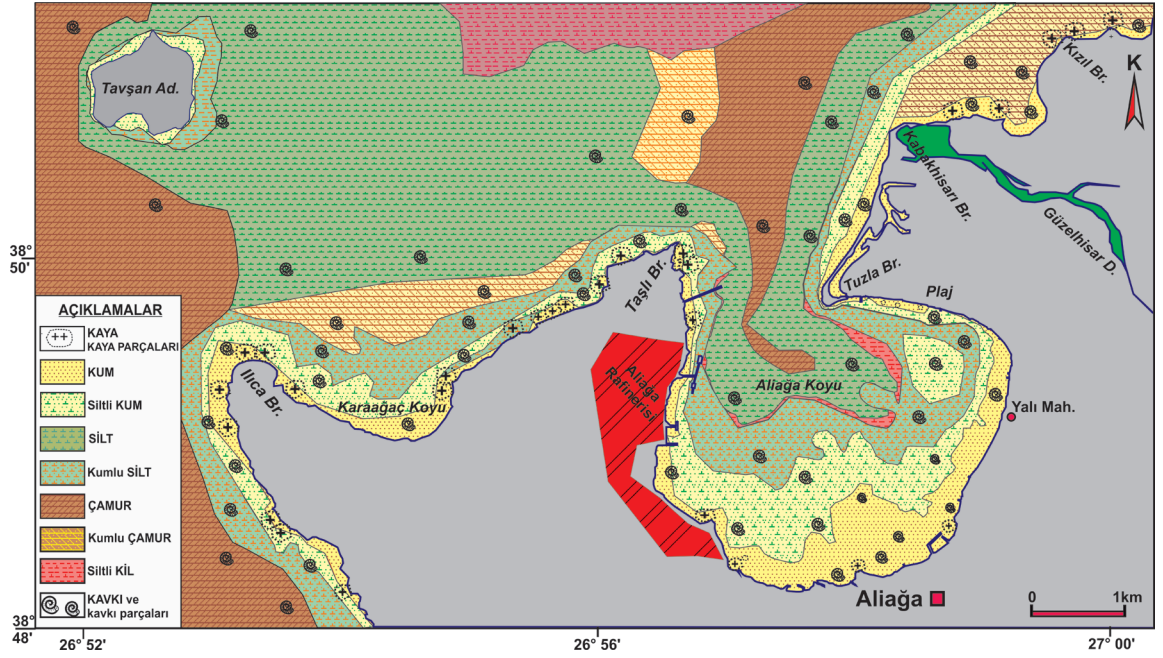 Tavşan Ad.
Kızıl Br.
K
Kabakhisarı Br.
Güzelhisar D.
Tuzla Br.
Plaj
Taşlı Br.
Aliağa
Rafinerisi
Aliağa Koyu
Yalı Mah.
Karaağaç Koyu
Ilıca Br.
Aliağa
38°
50'
38°
48'
AÇIKLAMALAR
KAYA
KAYA PARÇALARI
KUM
Siltli KUM
SİLT
Kumlu SİLT
ÇAMUR
Kumlu ÇAMUR
Siltli KİL
KAVKI ve
kavkı parçaları
0 1km
26° 52' 26° 56' 27° 00'